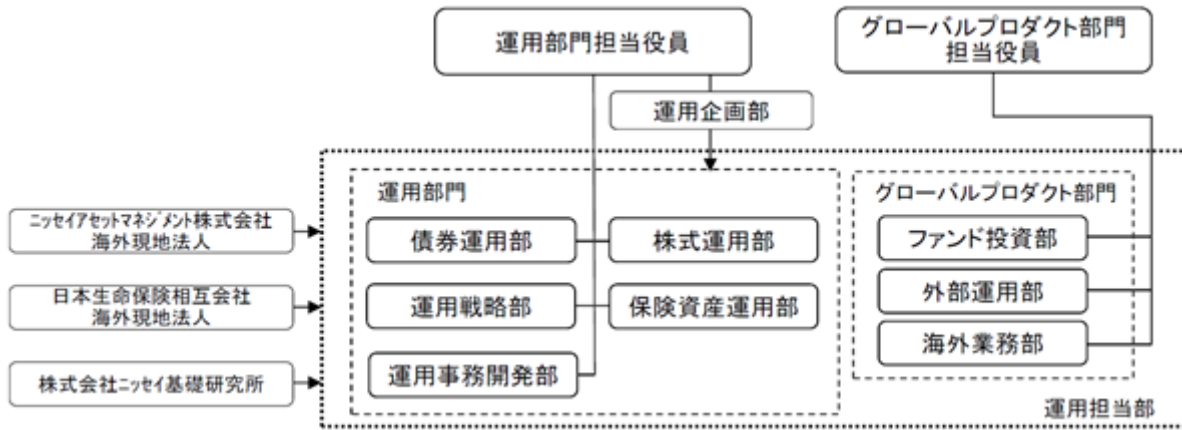 運用部門担当役員
グローバルプロダクト部門
担当役員
運用企画部
運用部門
グローバルプロダクト部門
ニッセイアセットマネジメント株式会社
海外現地法人
債券運用部
株式運用部
ファンド投資部
日本生命保険相互会社
海外現地法人
運用戦略部
保険資産運用部
外部運用部
海外業務部
株式会社ニッセイ基礎研究所
運用事務開発部
運用担当部